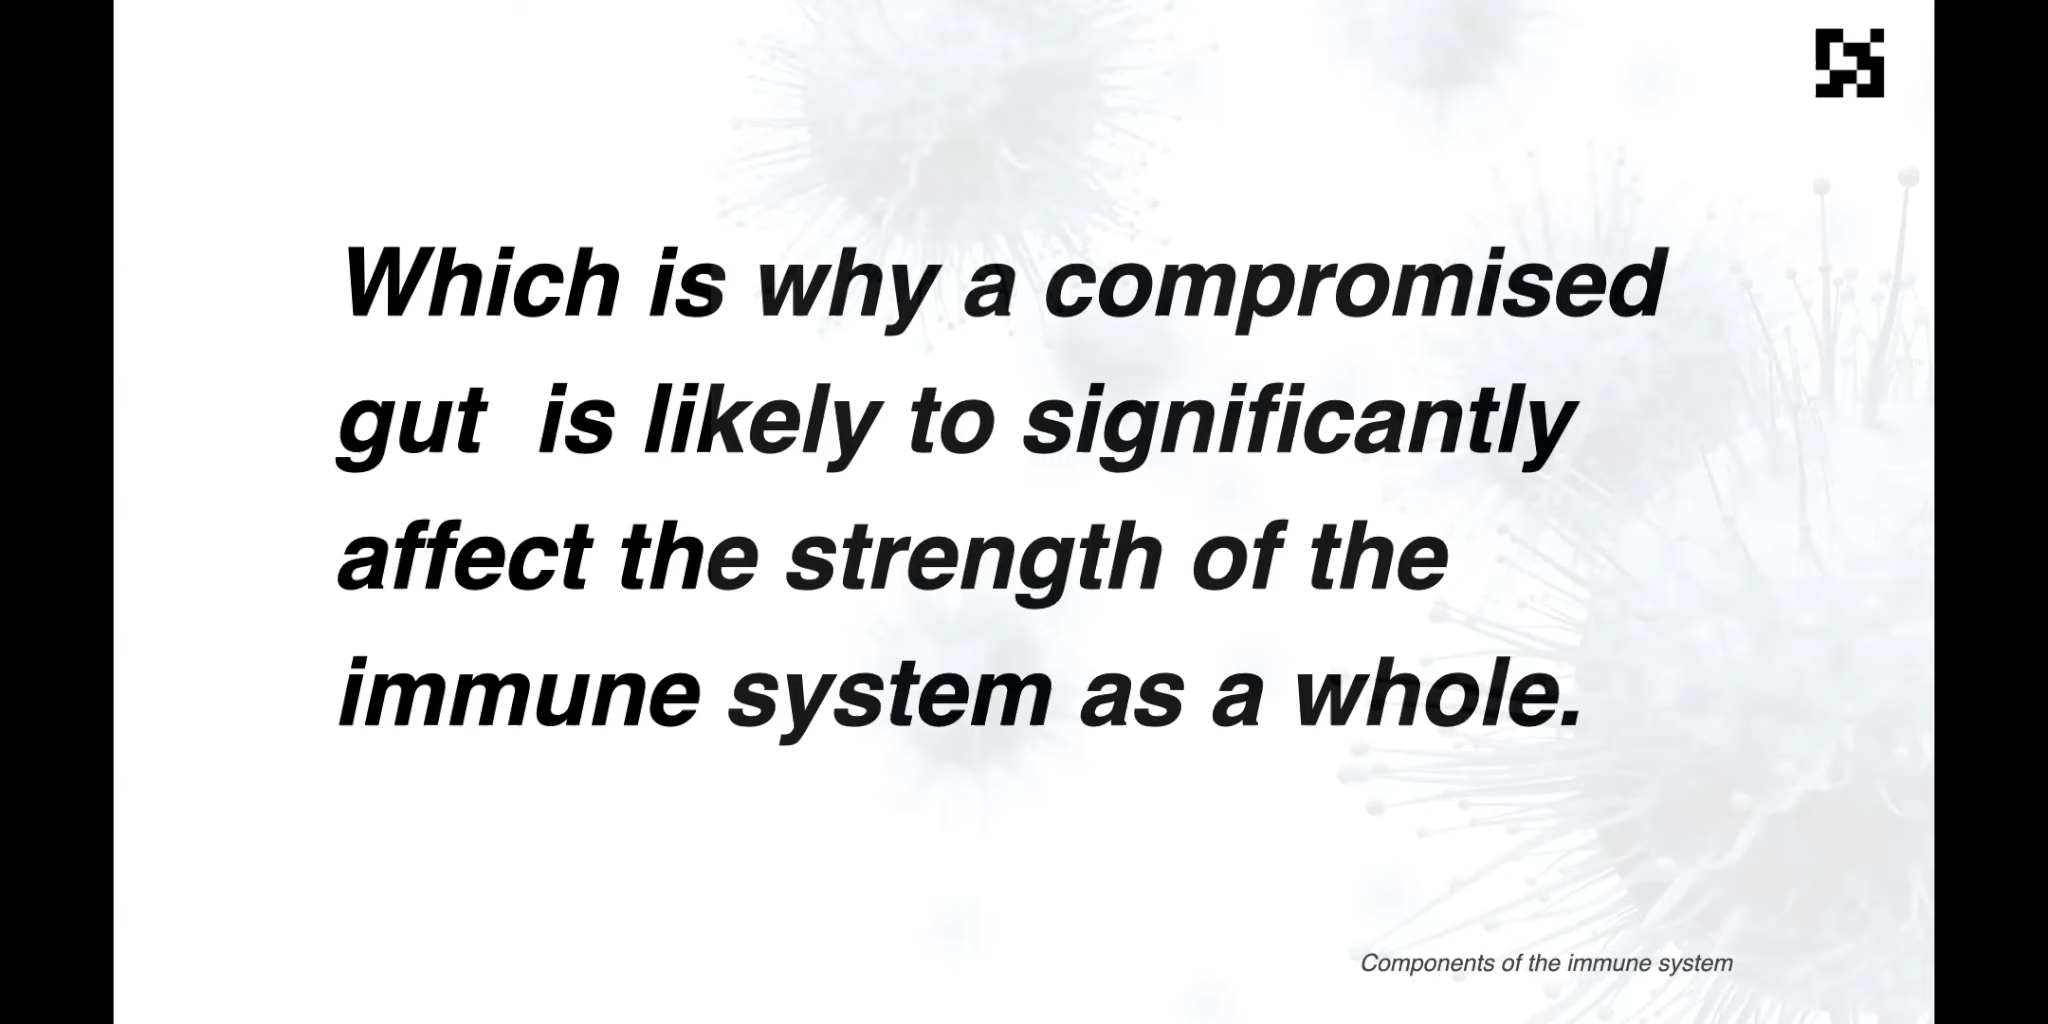 Which is why a compromised
gut  is likely to significantly
affect the strength of the
immune system as a whole.
Components of the immune system